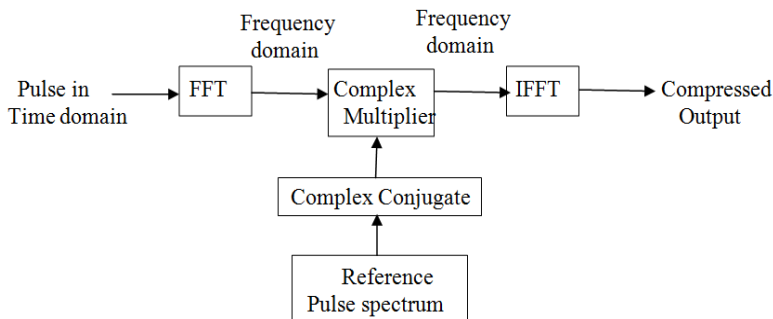 Frequency
domain
Frequency
domain
Pulse in
Time domain
FFT
Complex
Multiplier
IFFT
Compressed
Output
Complex Conjugate
Reference
Pulse spectrum